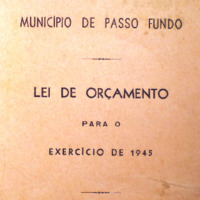 MUNICÍPIO DE PASSO FUNDO
LEI DE ORÇAMENTO
PARA O
EXERCÍCIO DE 1945